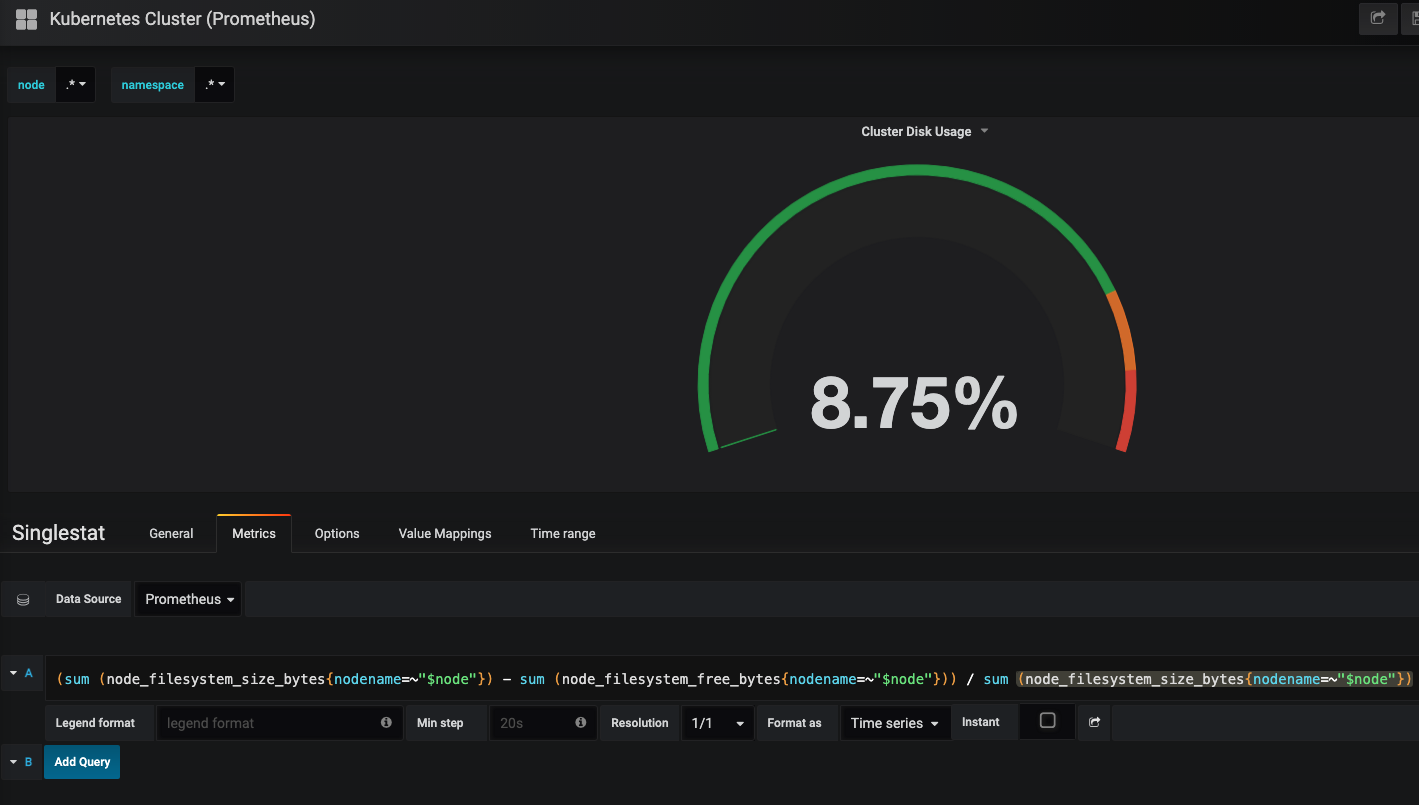 Kubernetes Cluster (Prometheus)
node .* namespace .*
Cluster Disk Usage
8.75%
Singlestat General Metrics Options Value Mappings Time range
Data Source Prometheus
A (sum (node_filesystem_size_bytes{nodename=~"$node"}) - sum (node_filesystem_free_bytes{nodename=~"$node"})) / sum (node_filesystem_size_bytes{nodename=~"$node"})
Legend format legend format Min step 20s Resolution 1/1 Format as Time series Instant
B Add Query